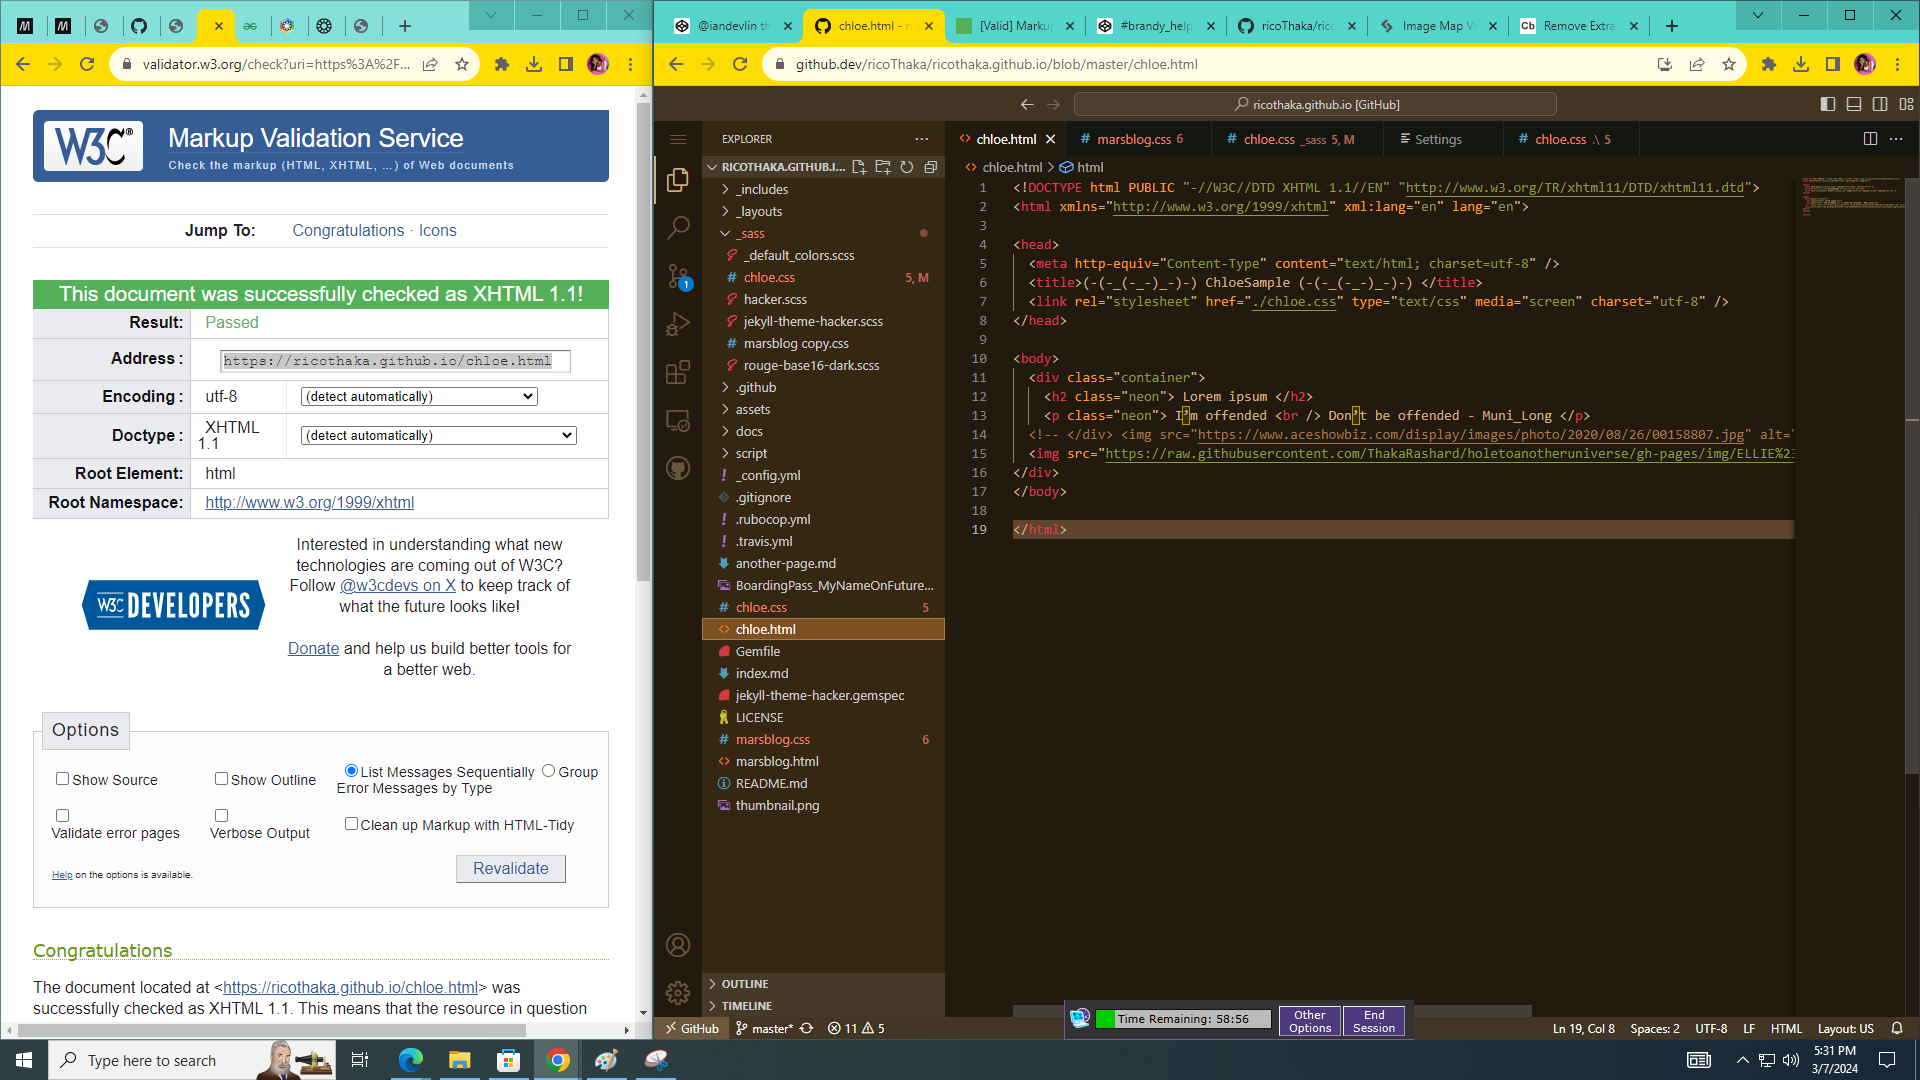 validator.w3.org/check?uri=https%3A%2F...
W3C®
Markup Validation Service
Check the markup (HTML, XHTML, ...) of Web documents
Jump To: Congratulations · Icons
This document was successfully checked as XHTML 1.1!
Result: Passed
Address : https://ricothaka.github.io/chloe.html
Encoding : utf-8 (detect automatically)
Doctype : XHTML 1.1 (detect automatically)
Root Element: html
Root Namespace: http://www.w3.org/1999/xhtml
W3C DEVELOPERS
Interested in understanding what new
technologies are coming out of W3C?
Follow @w3cdevs on X to keep track of
what the future looks like!
Donate and help us build better tools for
a better web.
Options
Show Source
Show Outline
List Messages Sequentially Group
Error Messages by Type
Validate error pages
Verbose Output
Clean up Markup with HTML-Tidy
Revalidate
Help on the options is available.
Congratulations
The document located at <https://ricothaka.github.io/chloe.html> was
successfully checked as XHTML 1.1. This means that the resource in question
@iandevlin th
chloe.html - r
[Valid] Marku
#brandy_help
ricoThaka/ric
Image Map V
Cb Remove Extra
github.dev/ricoThaka/ricothaka.github.io/blob/master/chloe.html
ricothaka.github.io [GitHub]
EXPLORER ...
RICOTHAKA.GITHUB.I...
_includes
_layouts
_sass
_default_colors.scss
# chloe.css 5, M
hacker.scss
jekyll-theme-hacker.scss
# marsblog copy.css
rouge-base16-dark.scss
.github
assets
docs
script
! _config.yml
.gitignore
! .rubocop.yml
! .travis.yml
another-page.md
BoardingPass_MyNameOnFuture...
# chloe.css 5
<> chloe.html
Gemfile
index.md
jekyll-theme-hacker.gemspec
LICENSE
# marsblog.css 6
<> marsblog.html
README.md
thumbnail.png
OUTLINE
TIMELINE
1
<> chloe.html
# marsblog.css 6
# chloe.css _sass 5, M
Settings
# chloe.css .\ 5
<> chloe.html > html
1 <!DOCTYPE html PUBLIC "-//W3C//DTD XHTML 1.1//EN" "http://www.w3.org/TR/xhtml11/DTD/xhtml11.dtd">
2 <html xmlns="http://www.w3.org/1999/xhtml" xml:lang="en" lang="en">
3
4 <head>
5 <meta http-equiv="Content-Type" content="text/html; charset=utf-8" />
6 <title>(-(-_(-_-)_-)-) ChloeSample (-(-_(-_-)_-)-) </title>
7 <link rel="stylesheet" href="./chloe.css" type="text/css" media="screen" charset="utf-8" />
8 </head>
9
10 <body>
11 <div class="container">
12 <h2 class="neon"> Lorem ipsum </h2>
13 <p class="neon"> I’m offended <br /> Don’t be offended - Muni_Long </p>
14 <!-- </div> <img src="https://www.aceshowbiz.com/display/images/photo/2020/08/26/00158807.jpg" alt="
15 <img src="https://raw.githubusercontent.com/ThakaRashard/holetoanotheruniverse/gh-pages/img/ELLIE%23
16 </div>
17 </body>
18
19 </html>
GitHub master* 11 5
Time Remaining: 58:56
Other Options
End Session
Ln 19, Col 8 Spaces: 2 UTF-8 LF HTML Layout: US
Type here to search
5:31 PM
3/7/2024